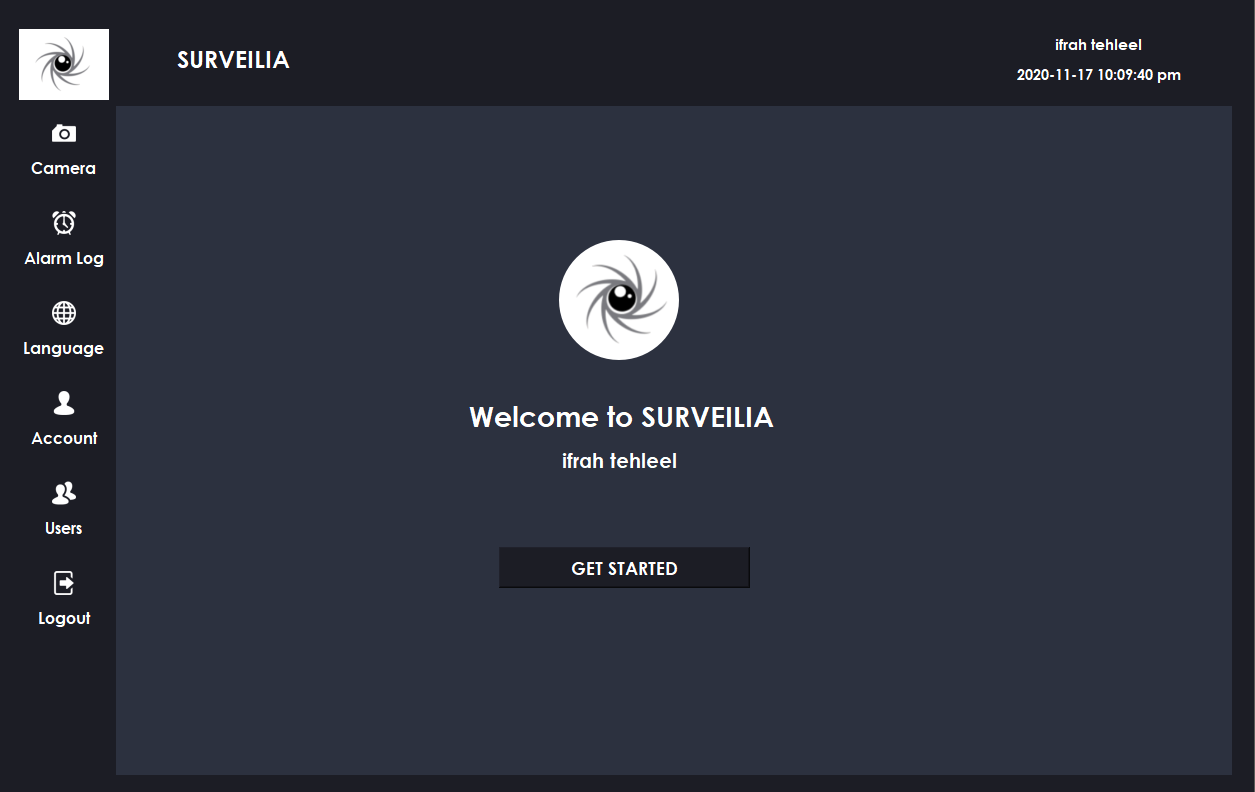 SURVEILIA
ifrah tehleel
2020-11-17 10:09:40 pm
Camera
Alarm Log
Language
Account
Users
Logout
Welcome to SURVEILIA
ifrah tehleel
GET STARTED